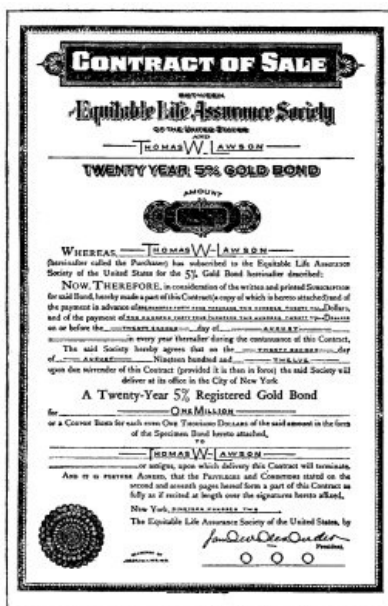 CONTRACT OF SALE
BETWEEN
The Equitable Life Assurance Society
OF THE UNITED STATES
AND
THOMAS W. LAWSON
TWENTY YEAR, 5% GOLD BOND
AMOUNT
WHEREAS, THOMAS W. LAWSON
(hereinafter called the Purchaser) has subscribed to the Equitable Life Assurance
Society of the United States for the 5% Gold Bond hereinafter described:
NOW, THEREFORE, in consideration of the written and printed SUBSCRIPTION
for said Bond, hereby made a part of this Contract (a copy of which is hereto attached) and of
the payment in advance of Dollars,
and of the payment of
on or before the TWENTY SECOND day of AUGUST
in every year thereafter during the continuance of this Contract,
The said Society hereby agrees that on the TWENTY SECOND day
of AUGUST Nineteen hundred and TWELVE
upon due surrender of this Contract (provided it is then in force) the said Society will
deliver at its office in the City of New York
A Twenty-Year 5% Registered Gold Bond
for ONE MILLION
or a COUPON BOND for each even ONE THOUSAND DOLLARS of the said amount in the form
of the Specimen Bond hereto attached,
TO
THOMAS W. LAWSON
or assigns, upon which delivery this Contract will terminate.
AND IT IS FURTHER AGREED, that the PRIVILEGES and CONDITIONS stated on the
second and seventh pages hereof form a part of this Contract as
fully as if recited at length over the signatures hereto affixed.
New York, NINETEEN HUNDRED TWO
The Equitable Life Assurance Society of the United States, by
President.